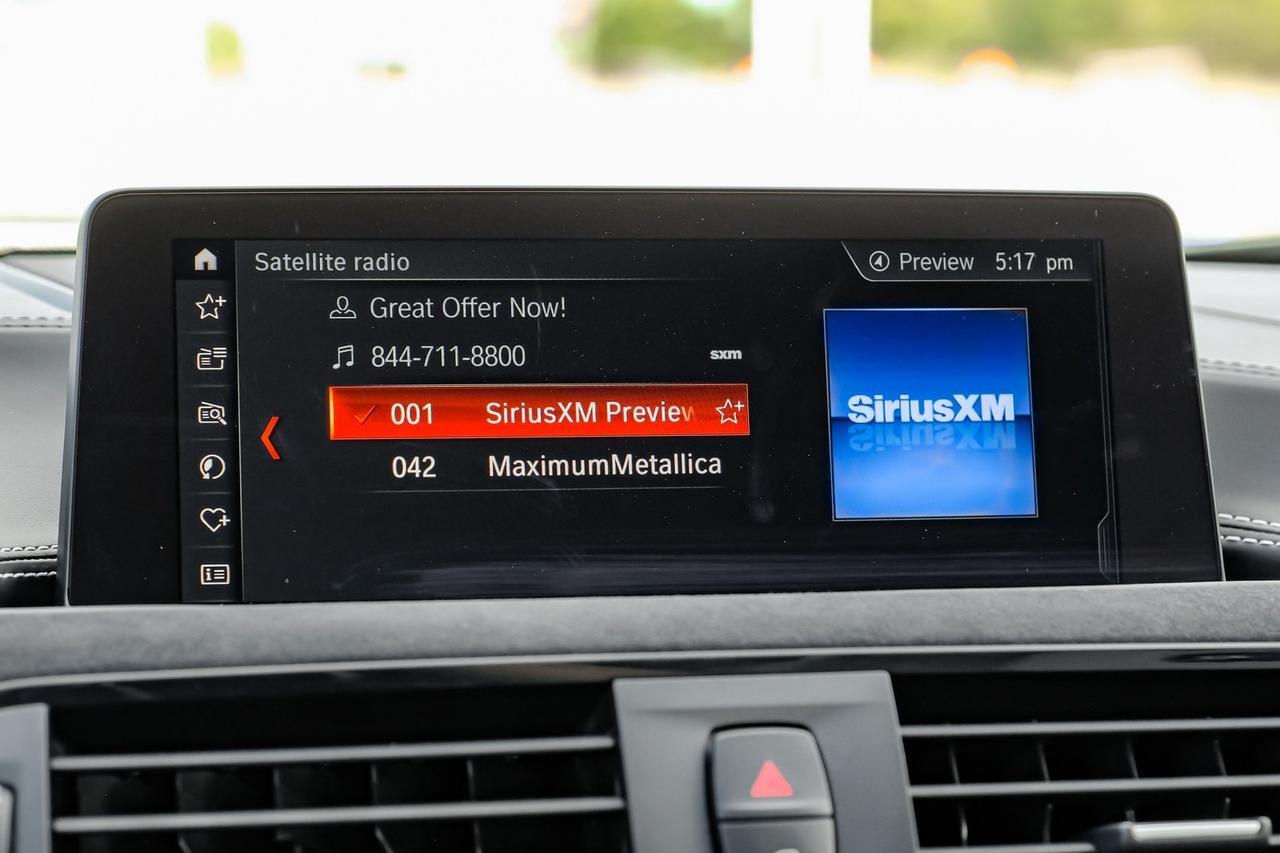 Satellite radio
Preview 5:17 pm
Great Offer Now!
844-711-8800 sxm
001 SiriusXM Preview
042 MaximumMetallica
SiriusXM